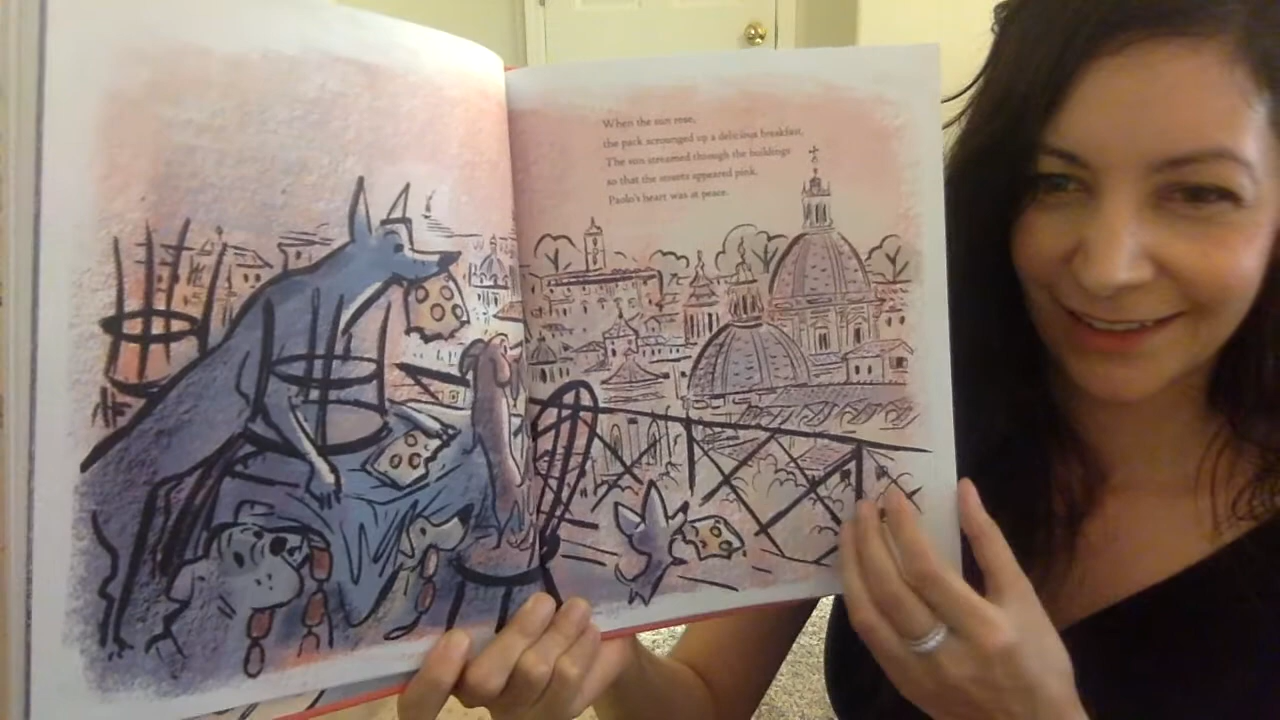 When the sun rose,
the pack scrounged up a delicious breakfast.
The sun streamed through the buildings
so that the streets appeared pink.
Paolo's heart was at peace.